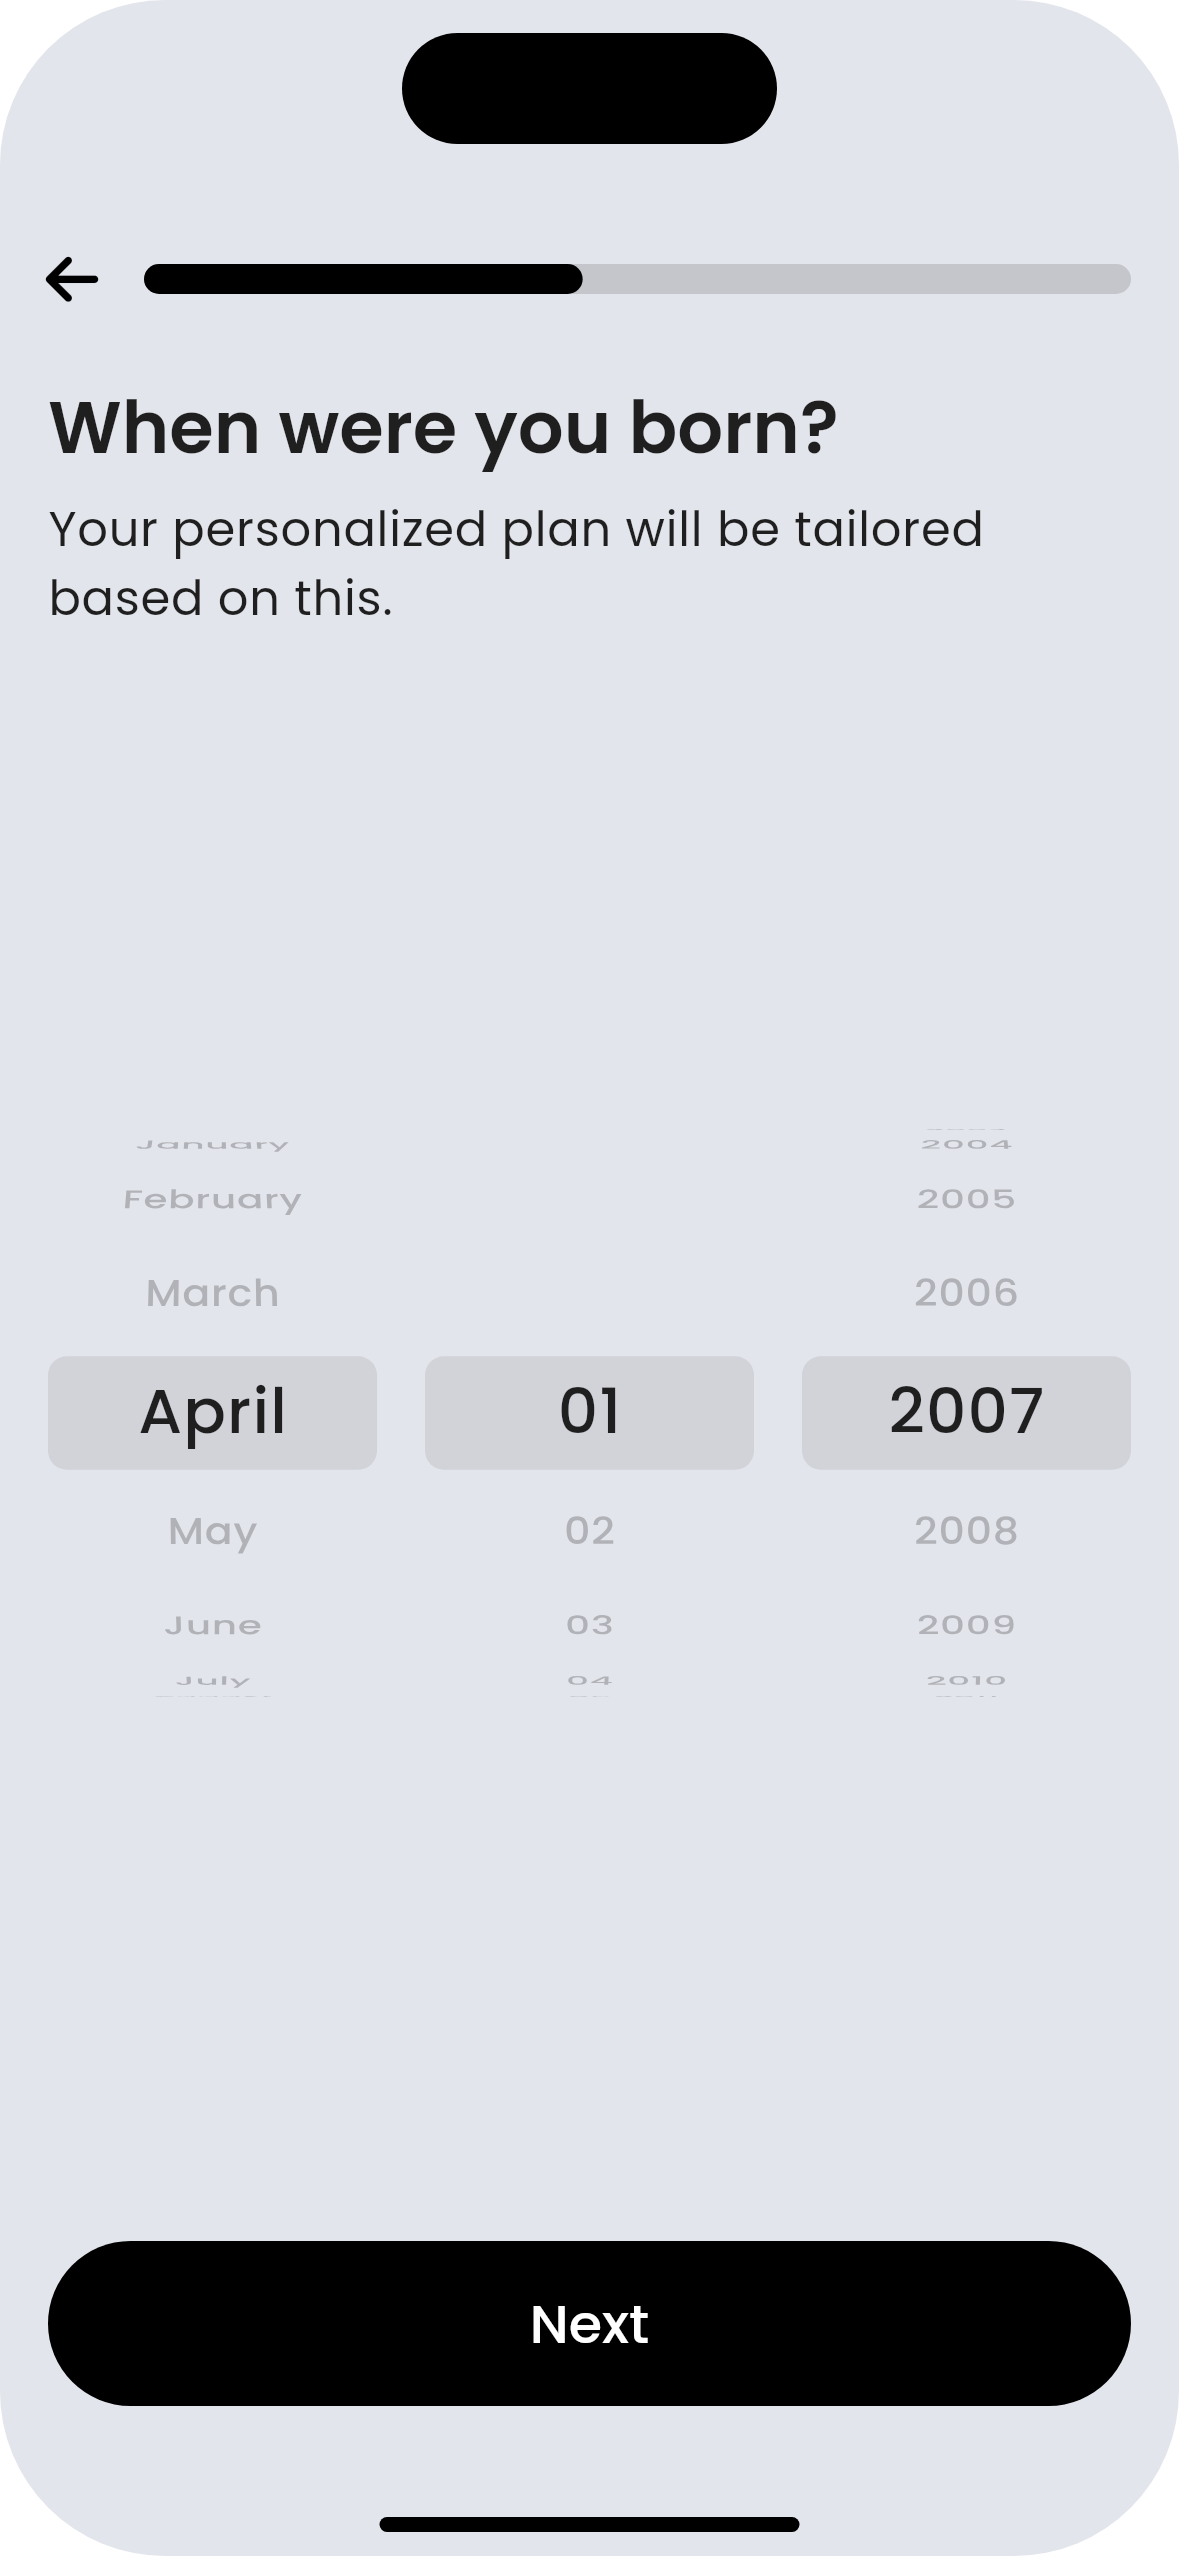 When were you born?
Your personalized plan will be tailored
based on this.
January 2004
February 2005
March 2006
April 01 2007
May 02 2008
June 03 2009
July 04 2010
Next